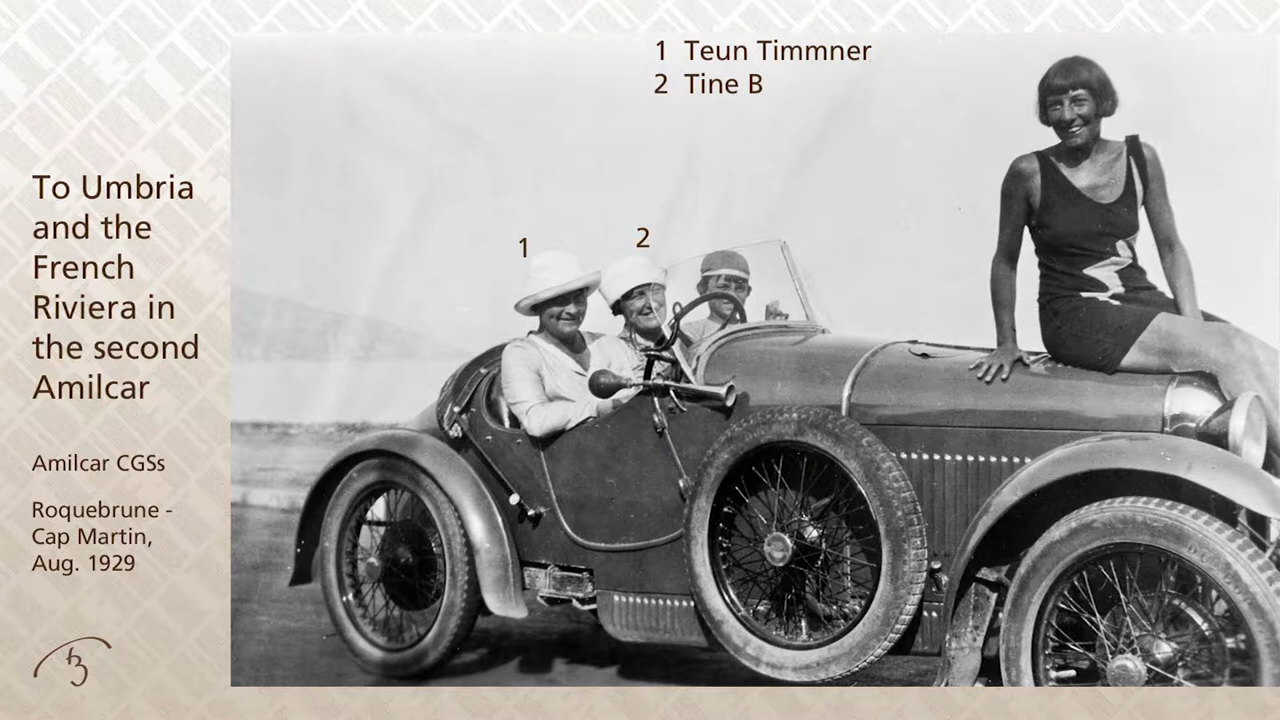 1 Teun Timmner
2 Tine B
1
2
To Umbria
and the
French
Riviera in
the second
Amilcar
Amilcar CGSs
Roquebrune -
Cap Martin,
Aug. 1929